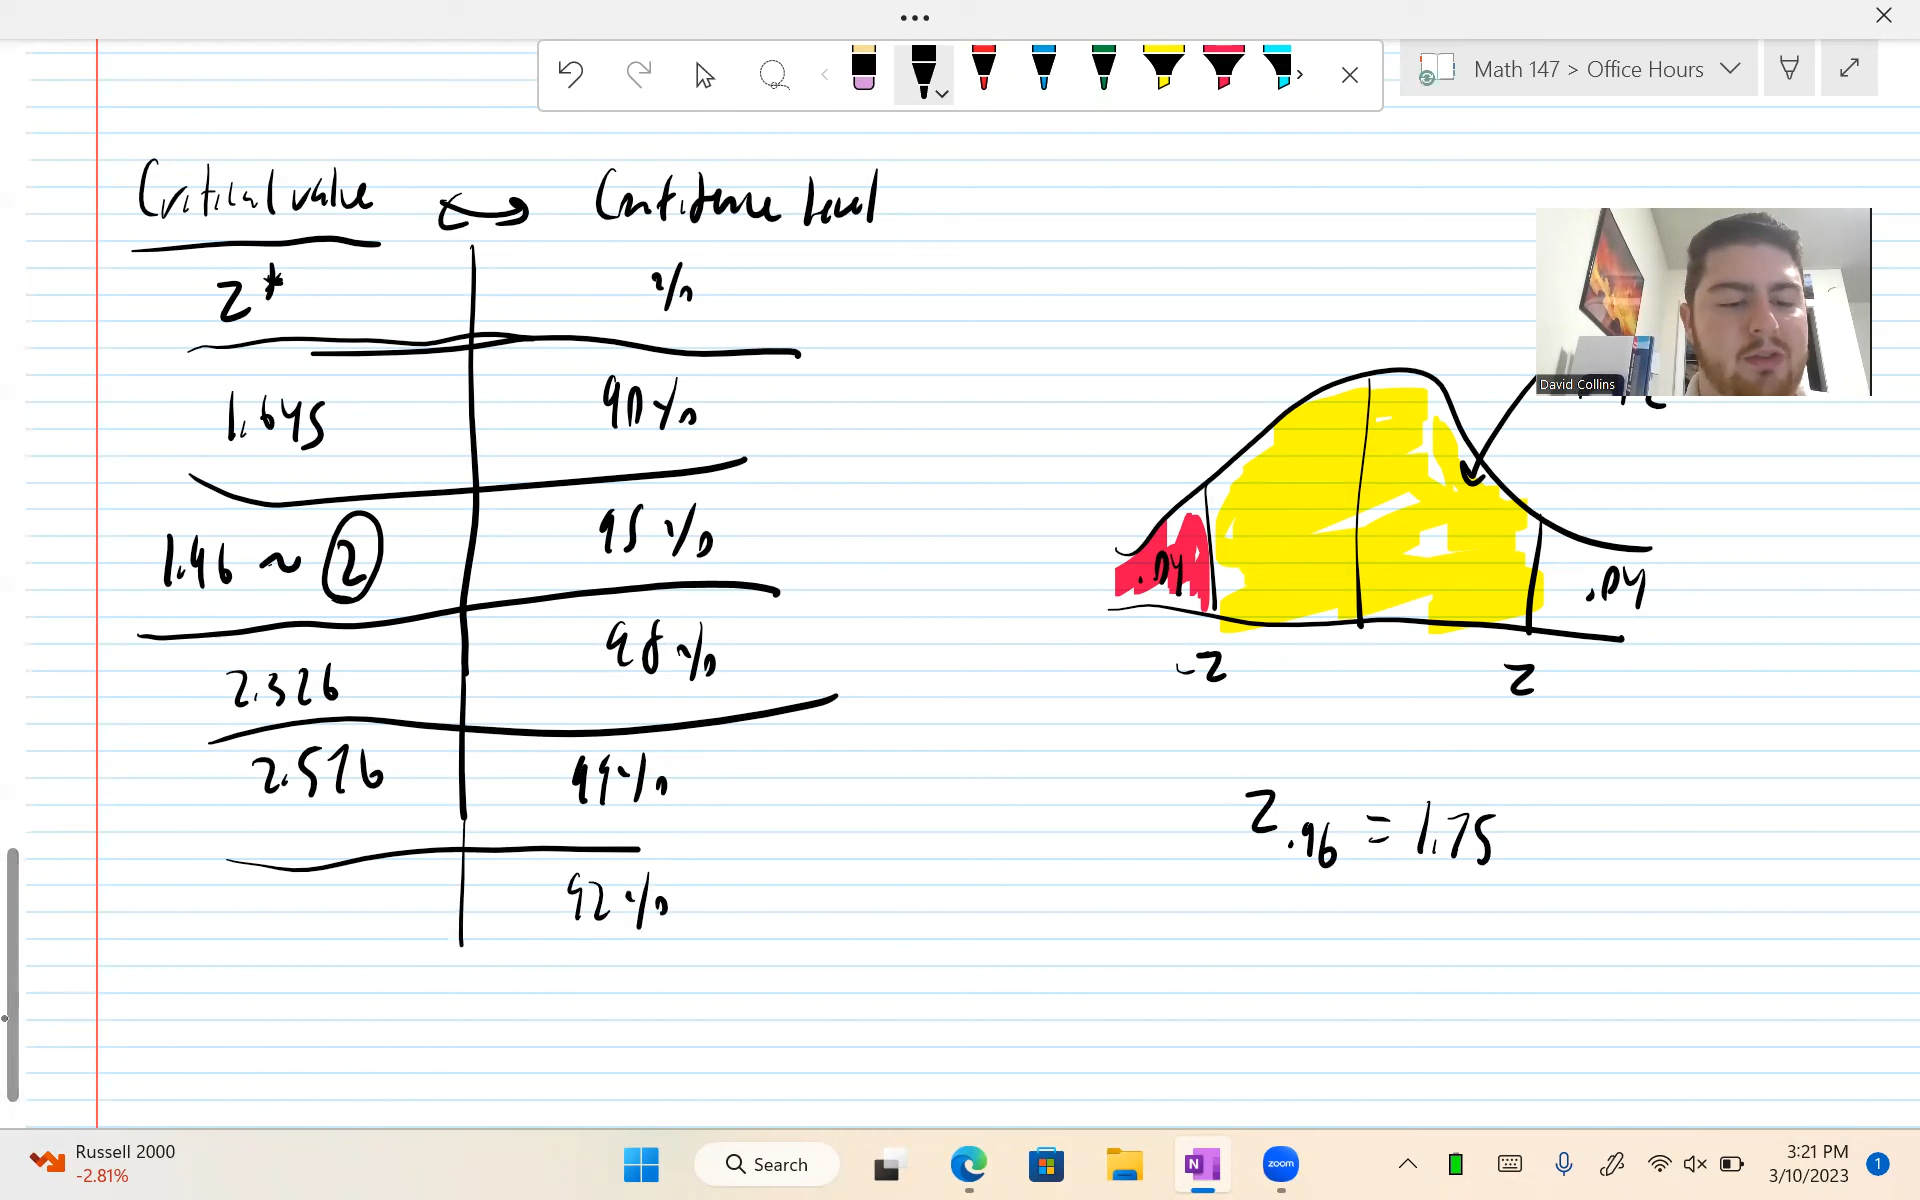 Math 147 > Office Hours
Critical value ↔ Confidence Level
z* %
1.645 90%
1.96 ~ 2 95%
2.326 98%
2.576 99%
92%
David Collins
.04 .04
-z z
z.96 = 1.75
Russell 2000
-2.81%
Search
zoom
N
3:21 PM
3/10/2023
1